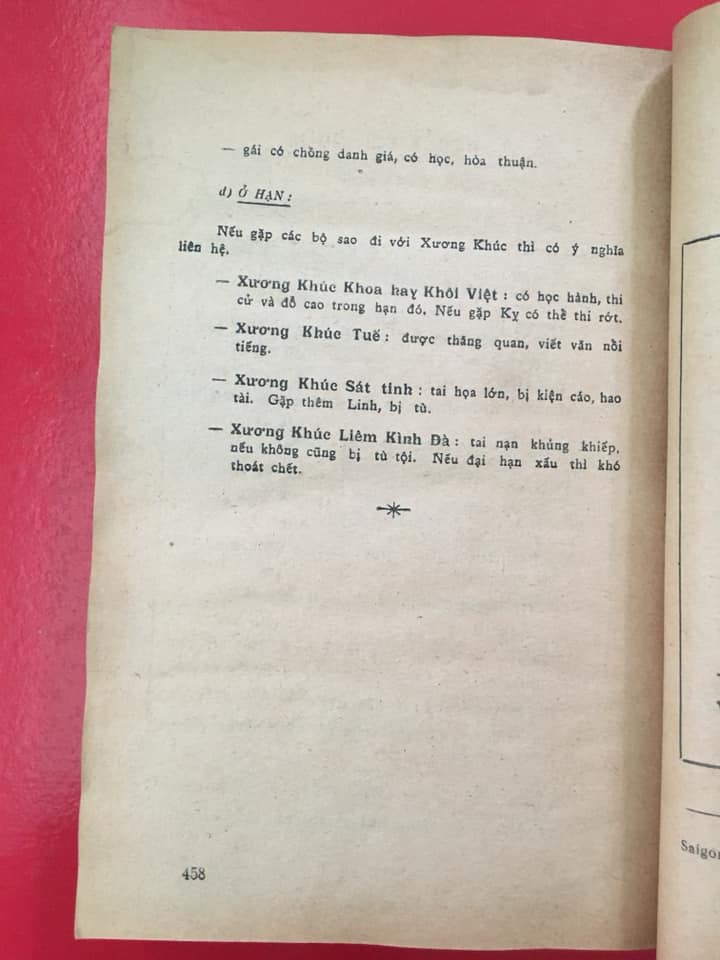 — gái có chồng danh giá, có học, hòa thuận.
d) Ở HẠN :
Nếu gặp các bộ sao đi với Xương Khúc thì có ý nghĩa
liên hệ.
— Xương Khúc Khoa hay Khôi Việt : có học hành, thi
cử và đỗ cao trong hạn đó. Nếu gặp Kỵ có thể thi rớt.
— Xương Khúc Tuế : được thăng quan, viết văn nổi
tiếng.
— Xương Khúc Sát tinh : tai họa lớn, bị kiện cáo, hao
tài. Gặp thêm Linh, bị tù.
— Xương Khúc Liêm Kình Đà : tai nạn khủng khiếp,
nếu không cũng bị tù tội. Nếu đại hạn xấu thì khó
thoát chết.
458
Saigon